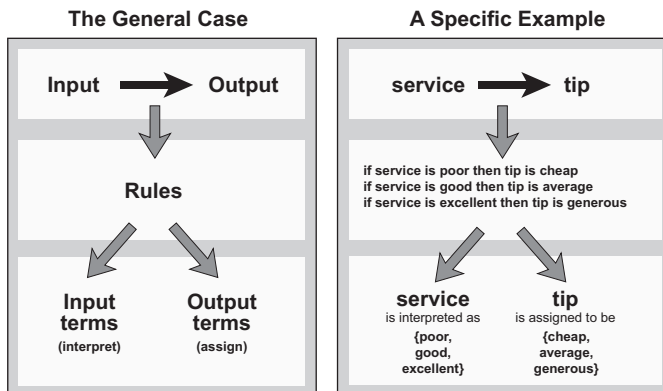 The General Case
Input
Output
Rules
Input
terms
(interpret)
Output
terms
(assign)
A Specific Example
service
tip
if service is poor then tip is cheap
if service is good then tip is average
if service is excellent then tip is generous
service
is interpreted as
{poor,
good,
excellent}
tip
is assigned to be
{cheap,
average,
generous}